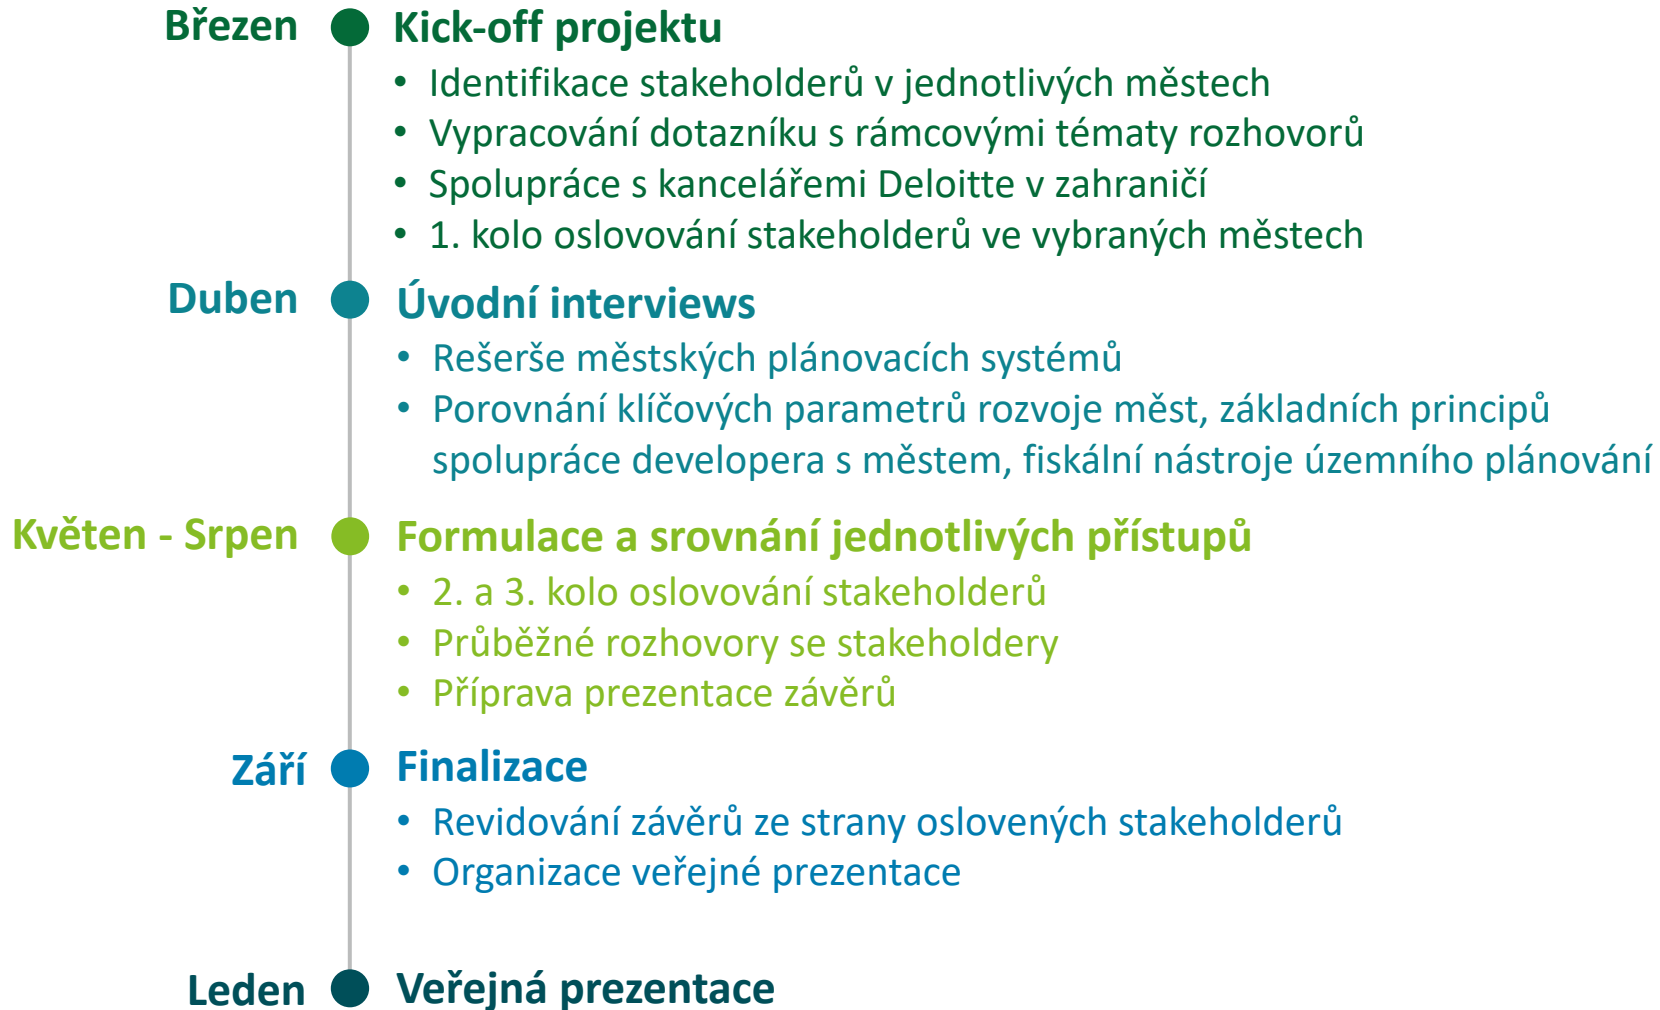 Březen Kick-off projektu
• Identifikace stakeholderů v jednotlivých městech
• Vypracování dotazníku s rámcovými tématy rozhovorů
• Spolupráce s kancelářemi Deloitte v zahraničí
• 1. kolo oslovování stakeholderů ve vybraných městech
Duben Úvodní interviews
• Rešerše městských plánovacích systémů
• Porovnání klíčových parametrů rozvoje měst, základních principů
spolupráce developera s městem, fiskální nástroje územního plánování
Květen - Srpen Formulace a srovnání jednotlivých přístupů
• 2. a 3. kolo oslovování stakeholderů
• Průběžné rozhovory se stakeholdery
• Příprava prezentace závěrů
Září Finalizace
• Revidování závěrů ze strany oslovených stakeholderů
• Organizace veřejné prezentace
Leden Veřejná prezentace